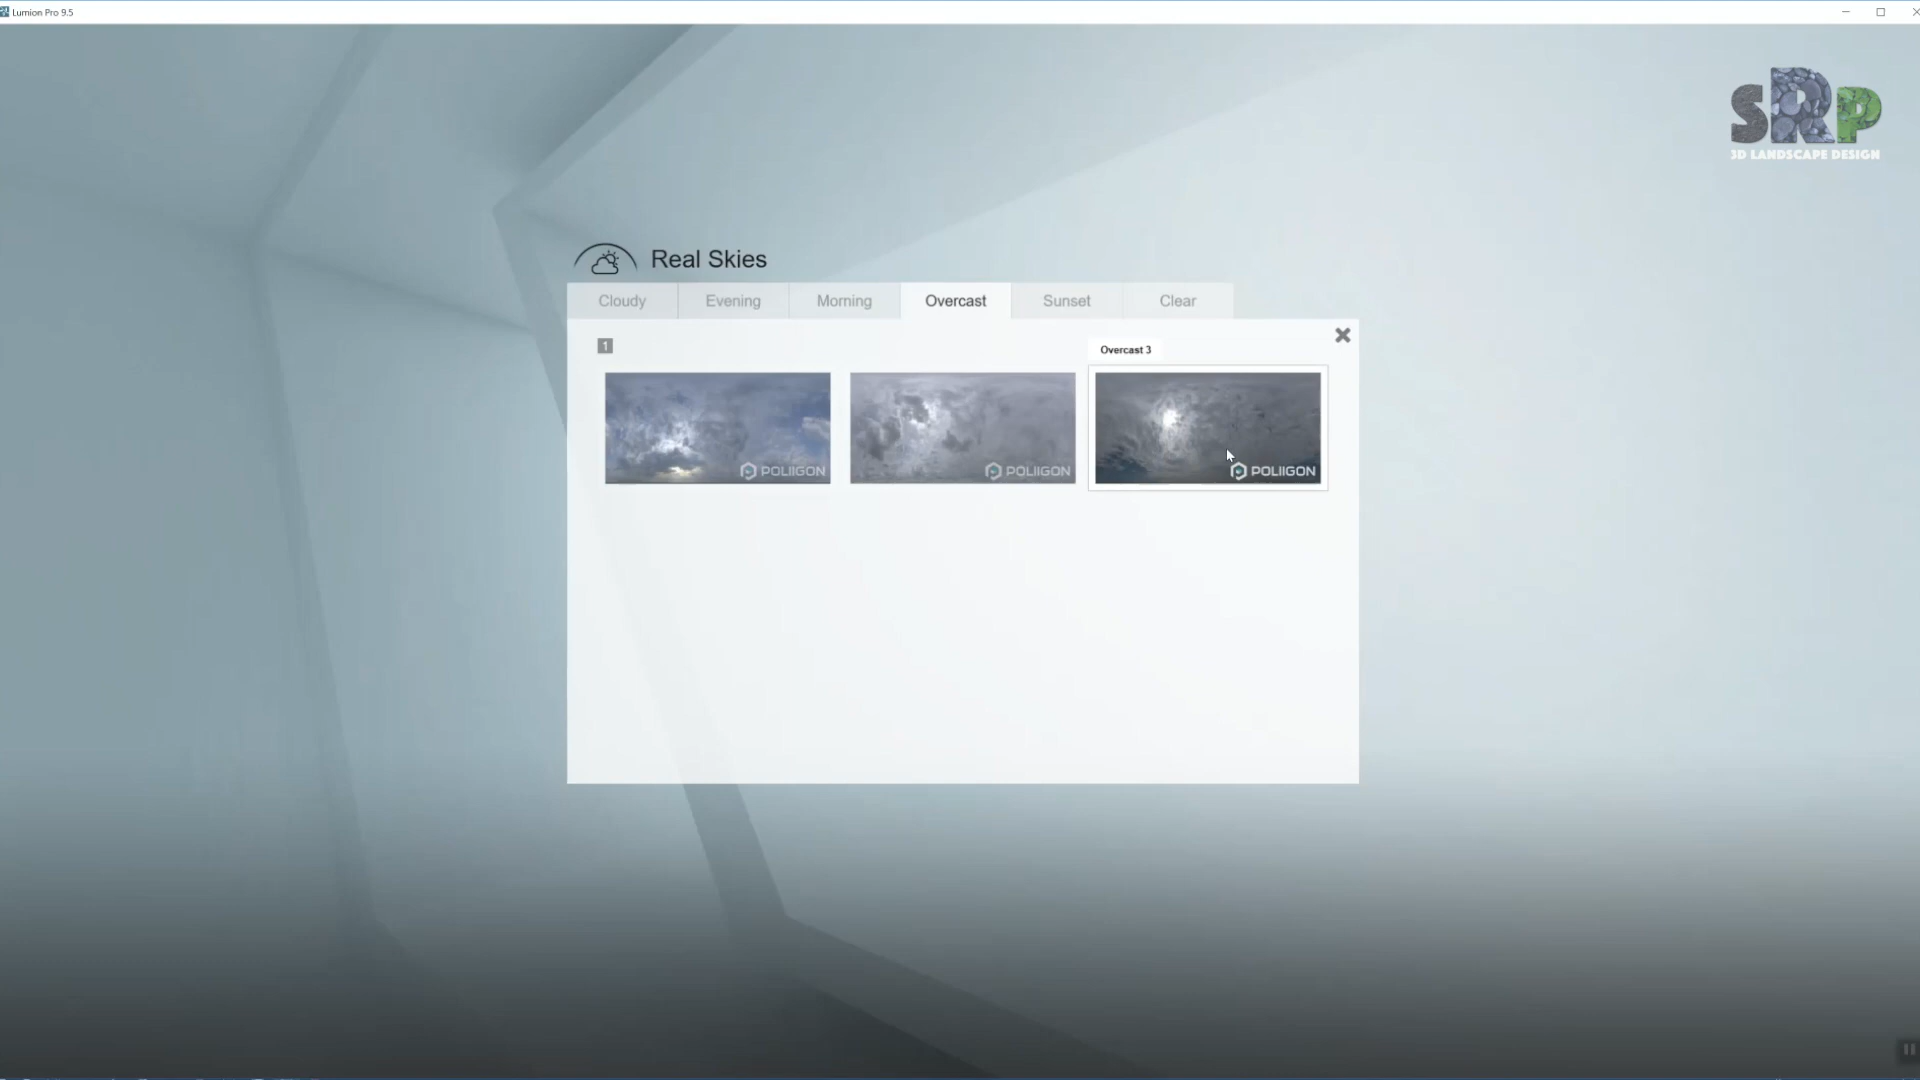 Lumion Pro 9.5
sRp
3D LANDSCAPE DESIGN
Real Skies
Cloudy
Evening
Morning
Overcast
Sunset
Clear
1
Overcast 3
POLIIGON
POLIIGON
POLIIGON